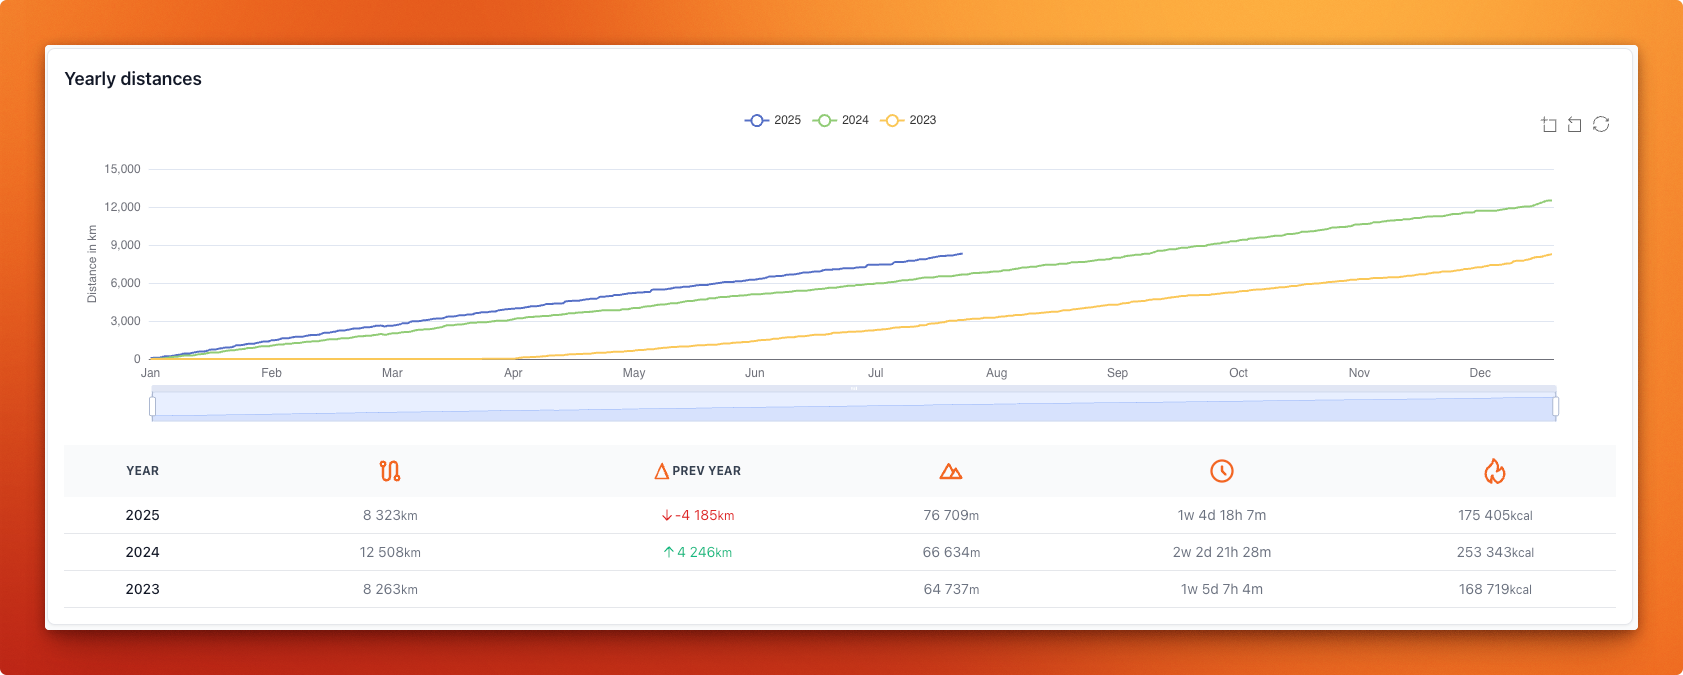 Yearly distances
2025 2024 2023
15,000
12,000
9,000
6,000
3,000
0
Distance in km
Jan Feb Mar Apr May Jun Jul Aug Sep Oct Nov Dec
YEAR PREV YEAR
2025 8 323km -4 185km 76 709m 1w 4d 18h 7m 175 405kcal
2024 12 508km 4 246km 66 634m 2w 2d 21h 28m 253 343kcal
2023 8 263km 64 737m 1w 5d 7h 4m 168 719kcal